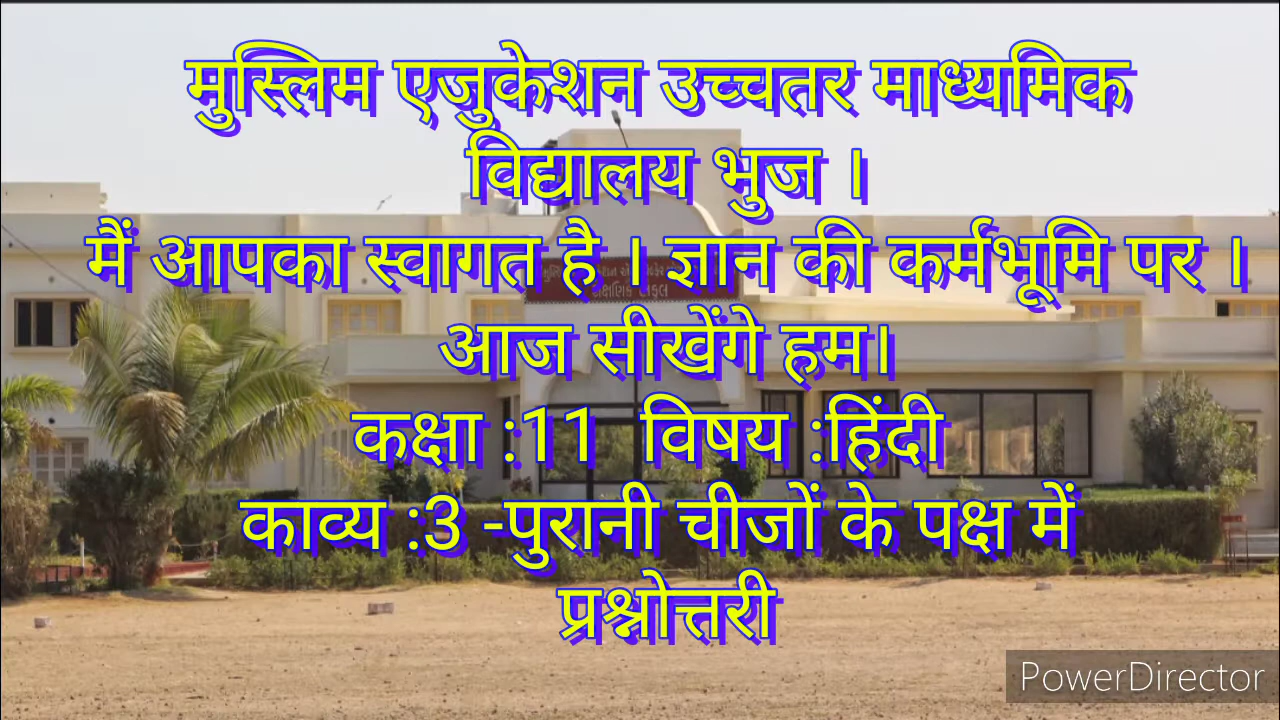 मुस्लिम एजुकेशन उच्चतर माध्यमिक
विद्यालय भुज ।
मैं आपका स्वागत है । ज्ञान की कर्मभूमि पर ।
आज सीखेंगे हम।
कक्षा :11 विषय :हिंदी
काव्य :3 -पुरानी चीजों के पक्ष में
प्रश्नोत्तरी
PowerDirector